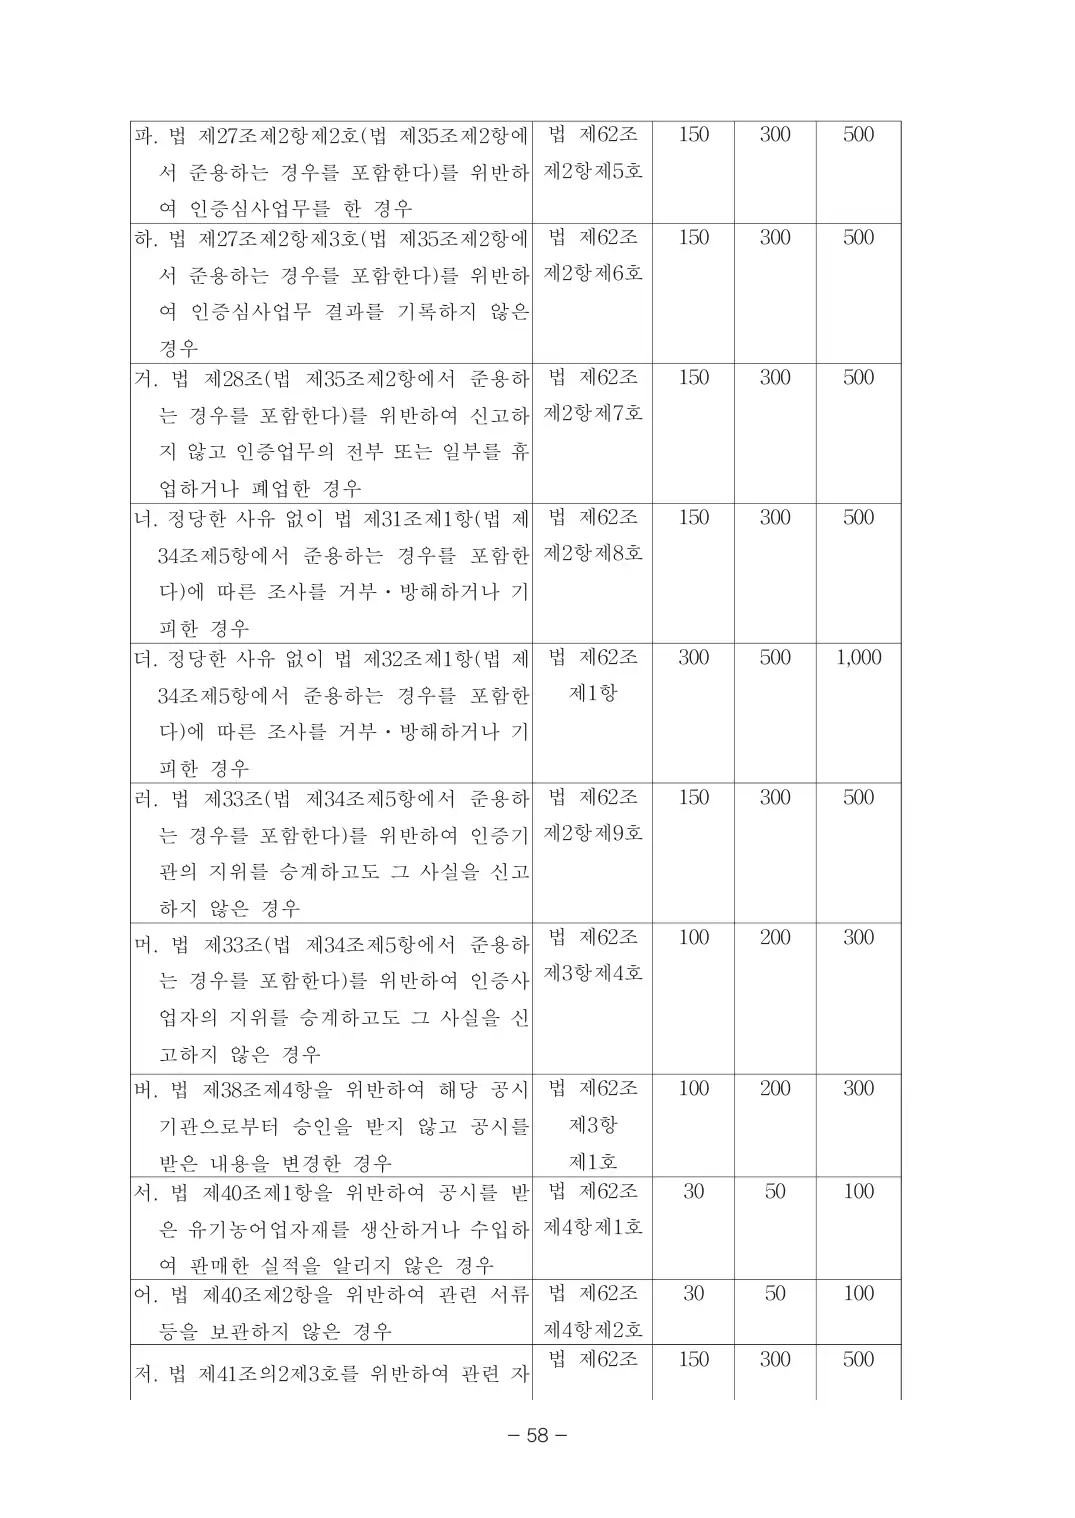 파. 법 제27조제2항제2호(법 제35조제2항에 법 제62조 150 300 500
서 준용하는 경우를 포함한다)를 위반하 제2항제5호
여 인증심사업무를 한 경우
하. 법 제27조제2항제3호(법 제35조제2항에 법 제62조 150 300 500
서 준용하는 경우를 포함한다)를 위반하 제2항제6호
여 인증심사업무 결과를 기록하지 않은
경우
거. 법 제28조(법 제35조제2항에서 준용하 법 제62조 150 300 500
는 경우를 포함한다)를 위반하여 신고하 제2항제7호
지 않고 인증업무의 전부 또는 일부를 휴
업하거나 폐업한 경우
너. 정당한 사유 없이 법 제31조제1항(법 제 법 제62조 150 300 500
34조제5항에서 준용하는 경우를 포함한 제2항제8호
다)에 따른 조사를 거부·방해하거나 기
피한 경우
더. 정당한 사유 없이 법 제32조제1항(법 제 법 제62조 300 500 1,000
34조제5항에서 준용하는 경우를 포함한 제1항
다)에 따른 조사를 거부·방해하거나 기
피한 경우
러. 법 제33조(법 제34조제5항에서 준용하 법 제62조 150 300 500
는 경우를 포함한다)를 위반하여 인증기 제2항제9호
관의 지위를 승계하고도 그 사실을 신고
하지 않은 경우
머. 법 제33조(법 제34조제5항에서 준용하 법 제62조 100 200 300
는 경우를 포함한다)를 위반하여 인증사 제3항제4호
업자의 지위를 승계하고도 그 사실을 신
고하지 않은 경우
버. 법 제38조제4항을 위반하여 해당 공시 법 제62조 100 200 300
기관으로부터 승인을 받지 않고 공시를 제3항
받은 내용을 변경한 경우 제1호
서. 법 제40조제1항을 위반하여 공시를 받 법 제62조 30 50 100
은 유기농어업자재를 생산하거나 수입하 제4항제1호
여 판매한 실적을 알리지 않은 경우
어. 법 제40조제2항을 위반하여 관련 서류 법 제62조 30 50 100
등을 보관하지 않은 경우 제4항제2호
저. 법 제41조의2제3호를 위반하여 관련 자 법 제62조 150 300 500
- 58 -